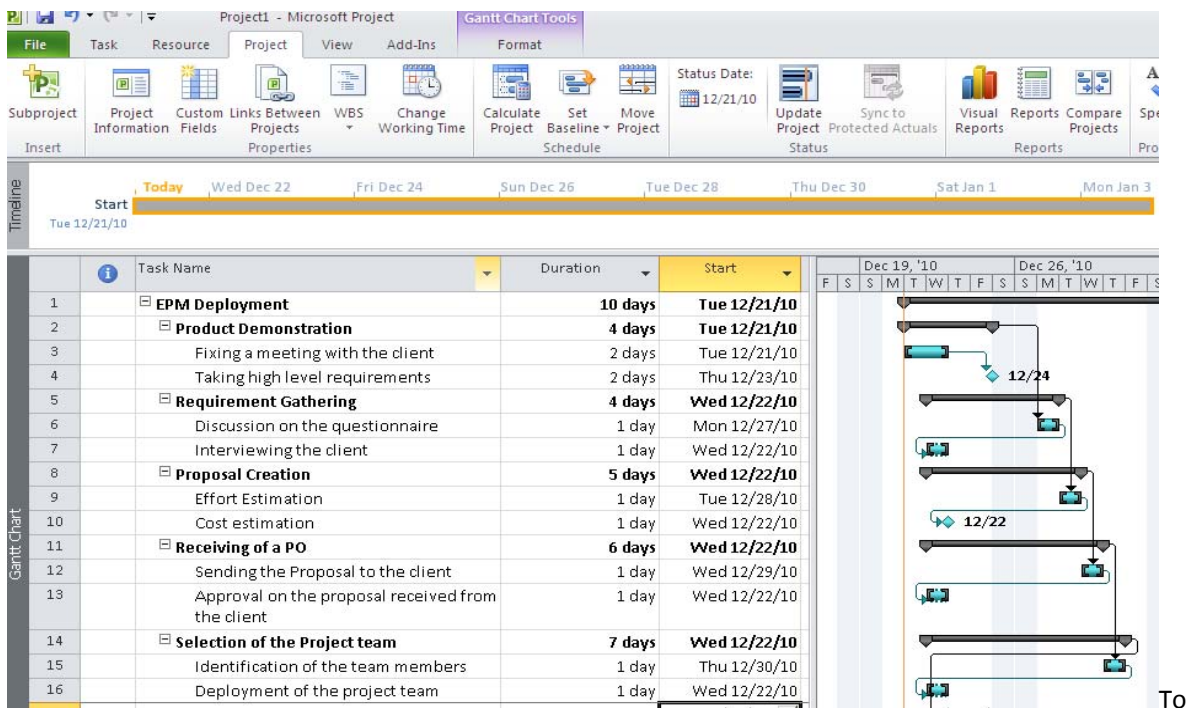 Project1 - Microsoft Project
Gantt Chart Tools
File Task Resource Project View Add-Ins Format
Subproject
Project Information
Custom Fields
Links Between Projects
WBS
Change Working Time
Calculate Project
Set Baseline
Move Project
Status Date:
12/21/10
Update Project
Sync to Protected Actuals
Visual Reports
Reports
Compare Projects
Insert Properties Schedule Status Reports
Timeline
Today Wed Dec 22 Fri Dec 24 Sun Dec 26 Tue Dec 28 Thu Dec 30 Sat Jan 1 Mon Jan 3
Start
Tue 12/21/10
Gantt Chart
Task Name Duration Start Dec 19, '10 Dec 26, '10
F S S M T W T F S S M T W T F S
1 EPM Deployment 10 days Tue 12/21/10
2 Product Demonstration 4 days Tue 12/21/10
3 Fixing a meeting with the client 2 days Tue 12/21/10
4 Taking high level requirements 2 days Thu 12/23/10 12/24
5 Requirement Gathering 4 days Wed 12/22/10
6 Discussion on the questionnaire 1 day Mon 12/27/10
7 Interviewing the client 1 day Wed 12/22/10
8 Proposal Creation 5 days Wed 12/22/10
9 Effort Estimation 1 day Tue 12/28/10
10 Cost estimation 1 day Wed 12/22/10 12/22
11 Receiving of a PO 6 days Wed 12/22/10
12 Sending the Proposal to the client 1 day Wed 12/29/10
13 Approval on the proposal received from 1 day Wed 12/22/10
the client
14 Selection of the Project team 7 days Wed 12/22/10
15 Identification of the team members 1 day Thu 12/30/10
16 Deployment of the project team 1 day Wed 12/22/10
To